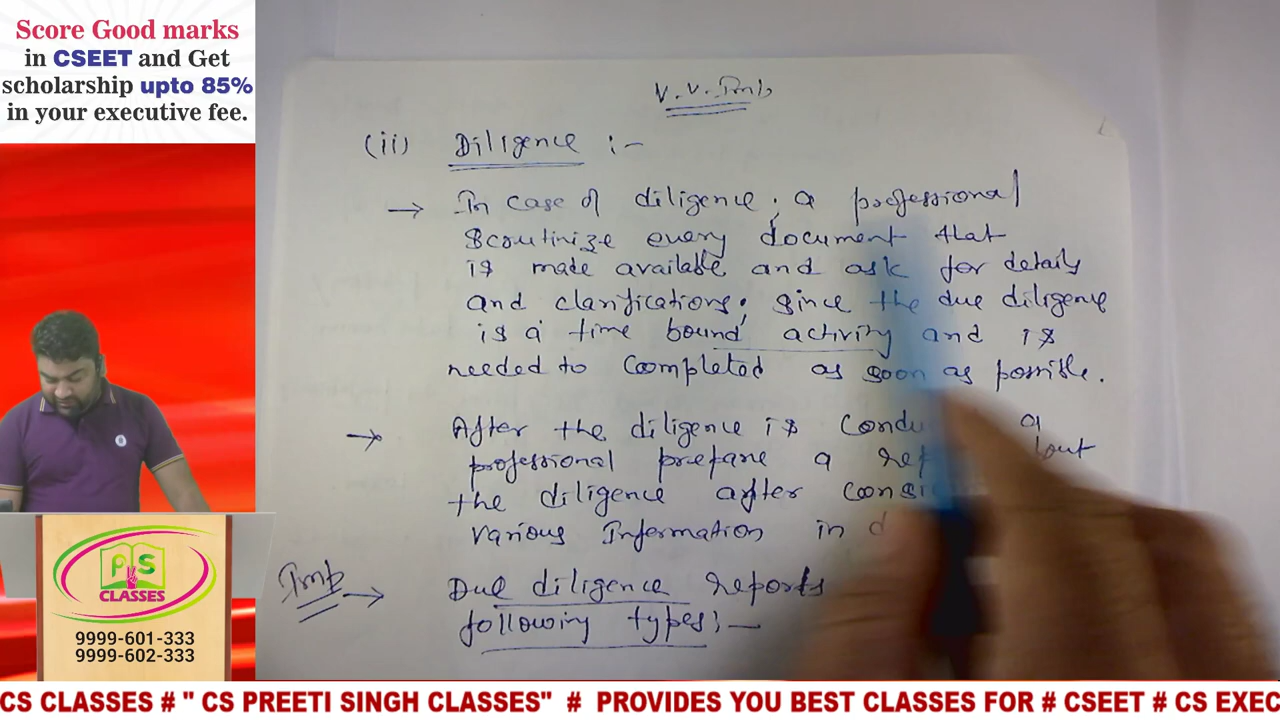 Score Good marks
in CSEET and Get
scholarship upto 85%
in your executive fee.
V.V. Imp
(ii) Diligence :-
→ In case of diligence, a professional
scrutinize every document that
is made available and ask for details
and clarifications, since the due diligence
is a time bound activity and is
needed to completed as soon as possible.
→ After the diligence is a
professional prepare a
the diligence after
various Information in
Imp → Due diligence reports
following types:-
PS
CLASSES
9999-601-333
9999-602-333
CS CLASSES # " CS PREETI SINGH CLASSES" # PROVIDES YOU BEST CLASSES FOR # CSEET # CS EXEC